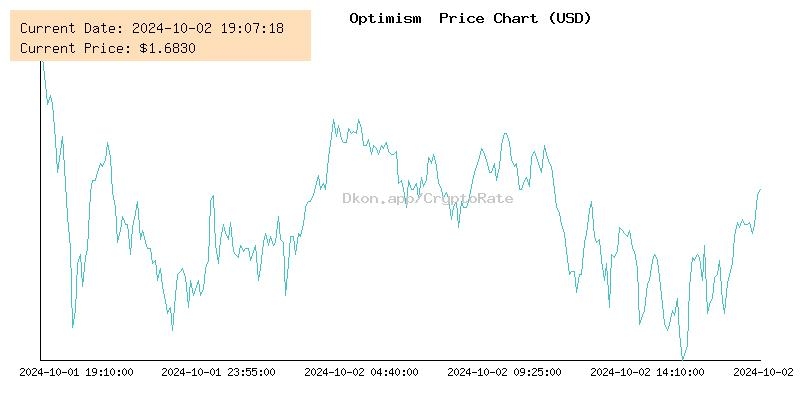 Optimism Price Chart (USD)
Current Date: 2024-10-02 19:07:18
Current Price: $1.6830
Dkon.app/CryptoRate
2024-10-01 19:10:00 2024-10-01 23:55:00 2024-10-02 04:40:00 2024-10-02 09:25:00 2024-10-02 14:10:00 2024-10-02